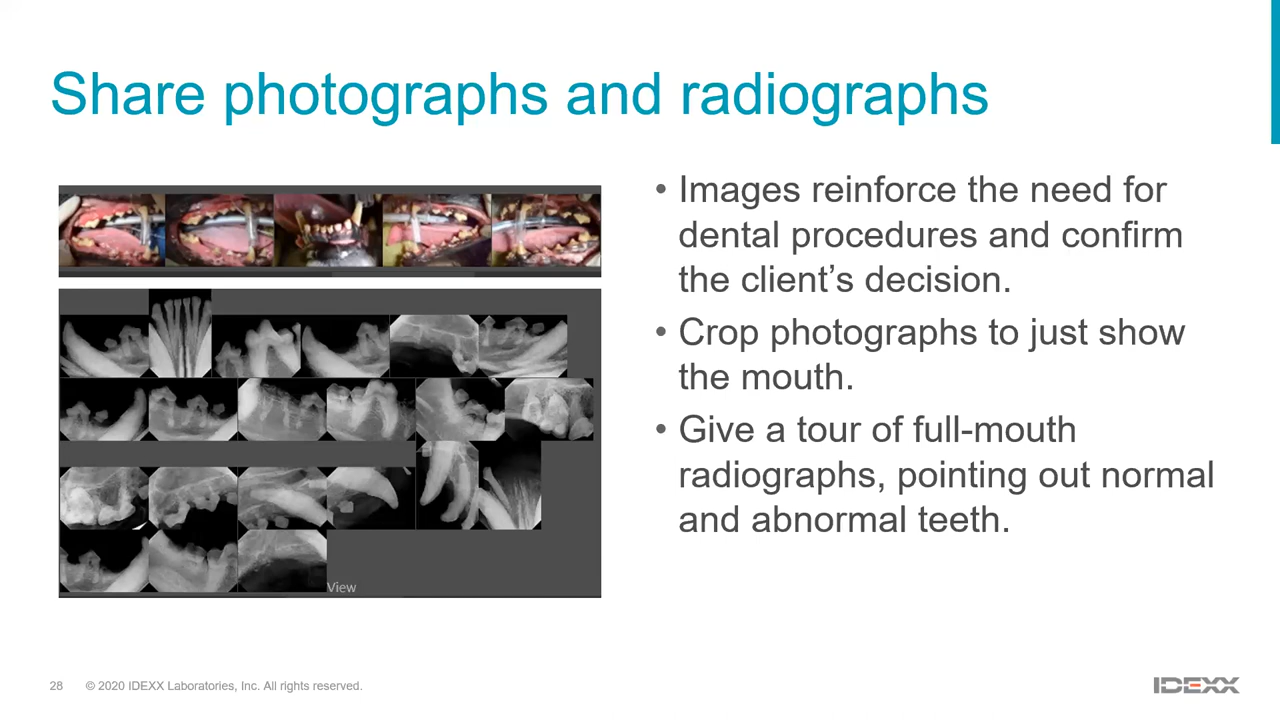 Share photographs and radiographs
• Images reinforce the need for
dental procedures and confirm
the client’s decision.
• Crop photographs to just show
the mouth.
• Give a tour of full-mouth
radiographs, pointing out normal
and abnormal teeth.
View
28 © 2020 IDEXX Laboratories, Inc. All rights reserved.
IDEXX